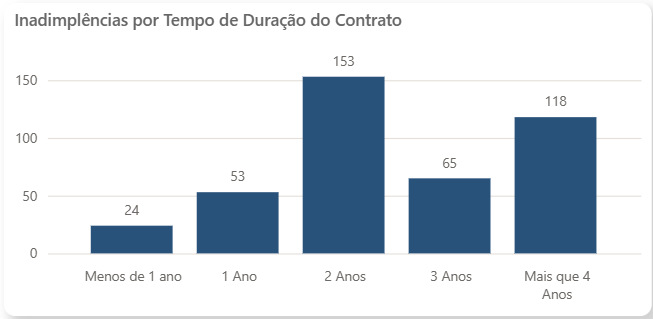 Inadimplências por Tempo de Duração do Contrato
150
100
50
0
24
53
153
65
118
Menos de 1 ano
1 Ano
2 Anos
3 Anos
Mais que 4
Anos